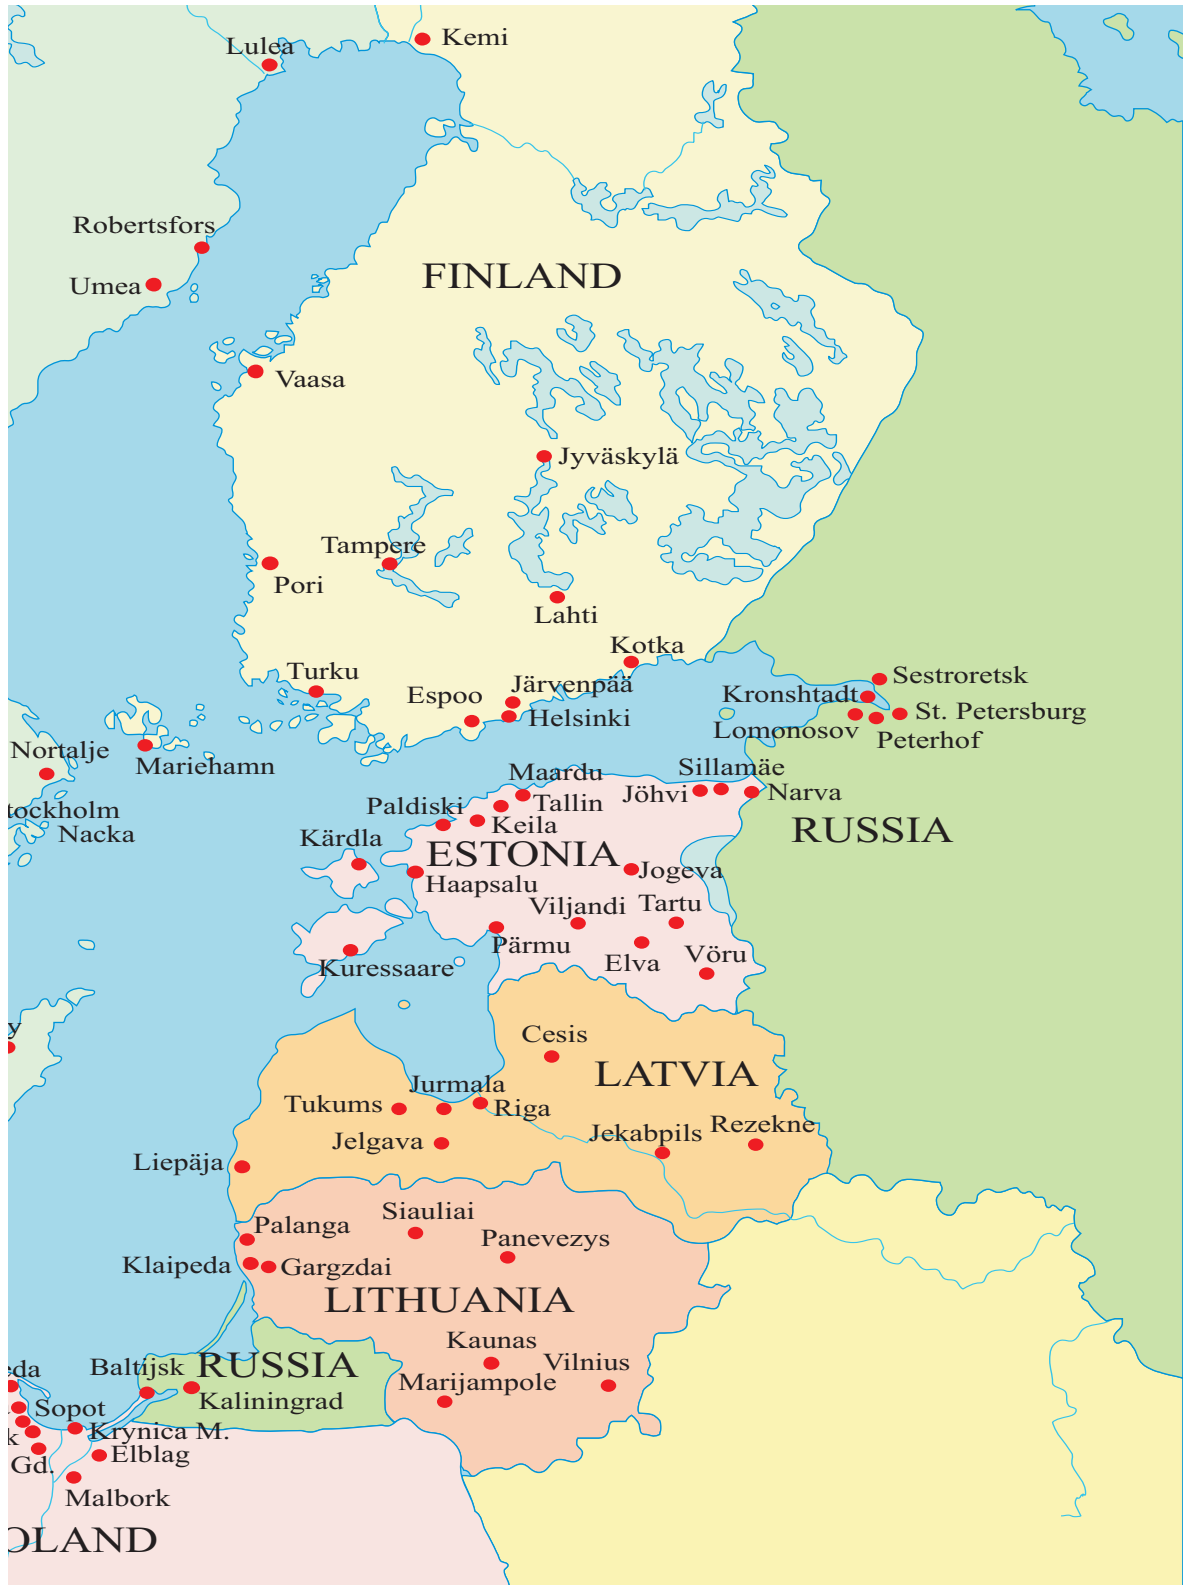 Kemi
Lulea
Robertsfors
FINLAND
Umea
Vaasa
Jyväskylä
Tampere
Pori
Lahti
Kotka
Turku
Sestroretsk
Järvenpää
Espoo
Kronshtadt
Helsinki
St. Petersburg
Lomonosov
Peterhof
Nortalje
Mariehamn
Sillamäe
Maardu
Jöhvi
Narva
Tallin
Paldiski
tockholm
Keila
Nacka
RUSSIA
Kärdla
ESTONIA
Jogeva
Haapsalu
Viljandi
Tartu
Pärmu
Vöru
Elva
Kuressaare
y
Cesis
LATVIA
Jurmala
Tukums
Riga
Rezekne
Jekabpils
Jelgava
Liepäja
Siauliai
Palanga
Panevezys
Klaipeda
Gargzdai
LITHUANIA
Kaunas
Vilnius
RUSSIA
Baltijsk
eda
Marijampole
Kaliningrad
Sopot
Krynica M.
k
Elblag
Gd.
Malbork
OLAND